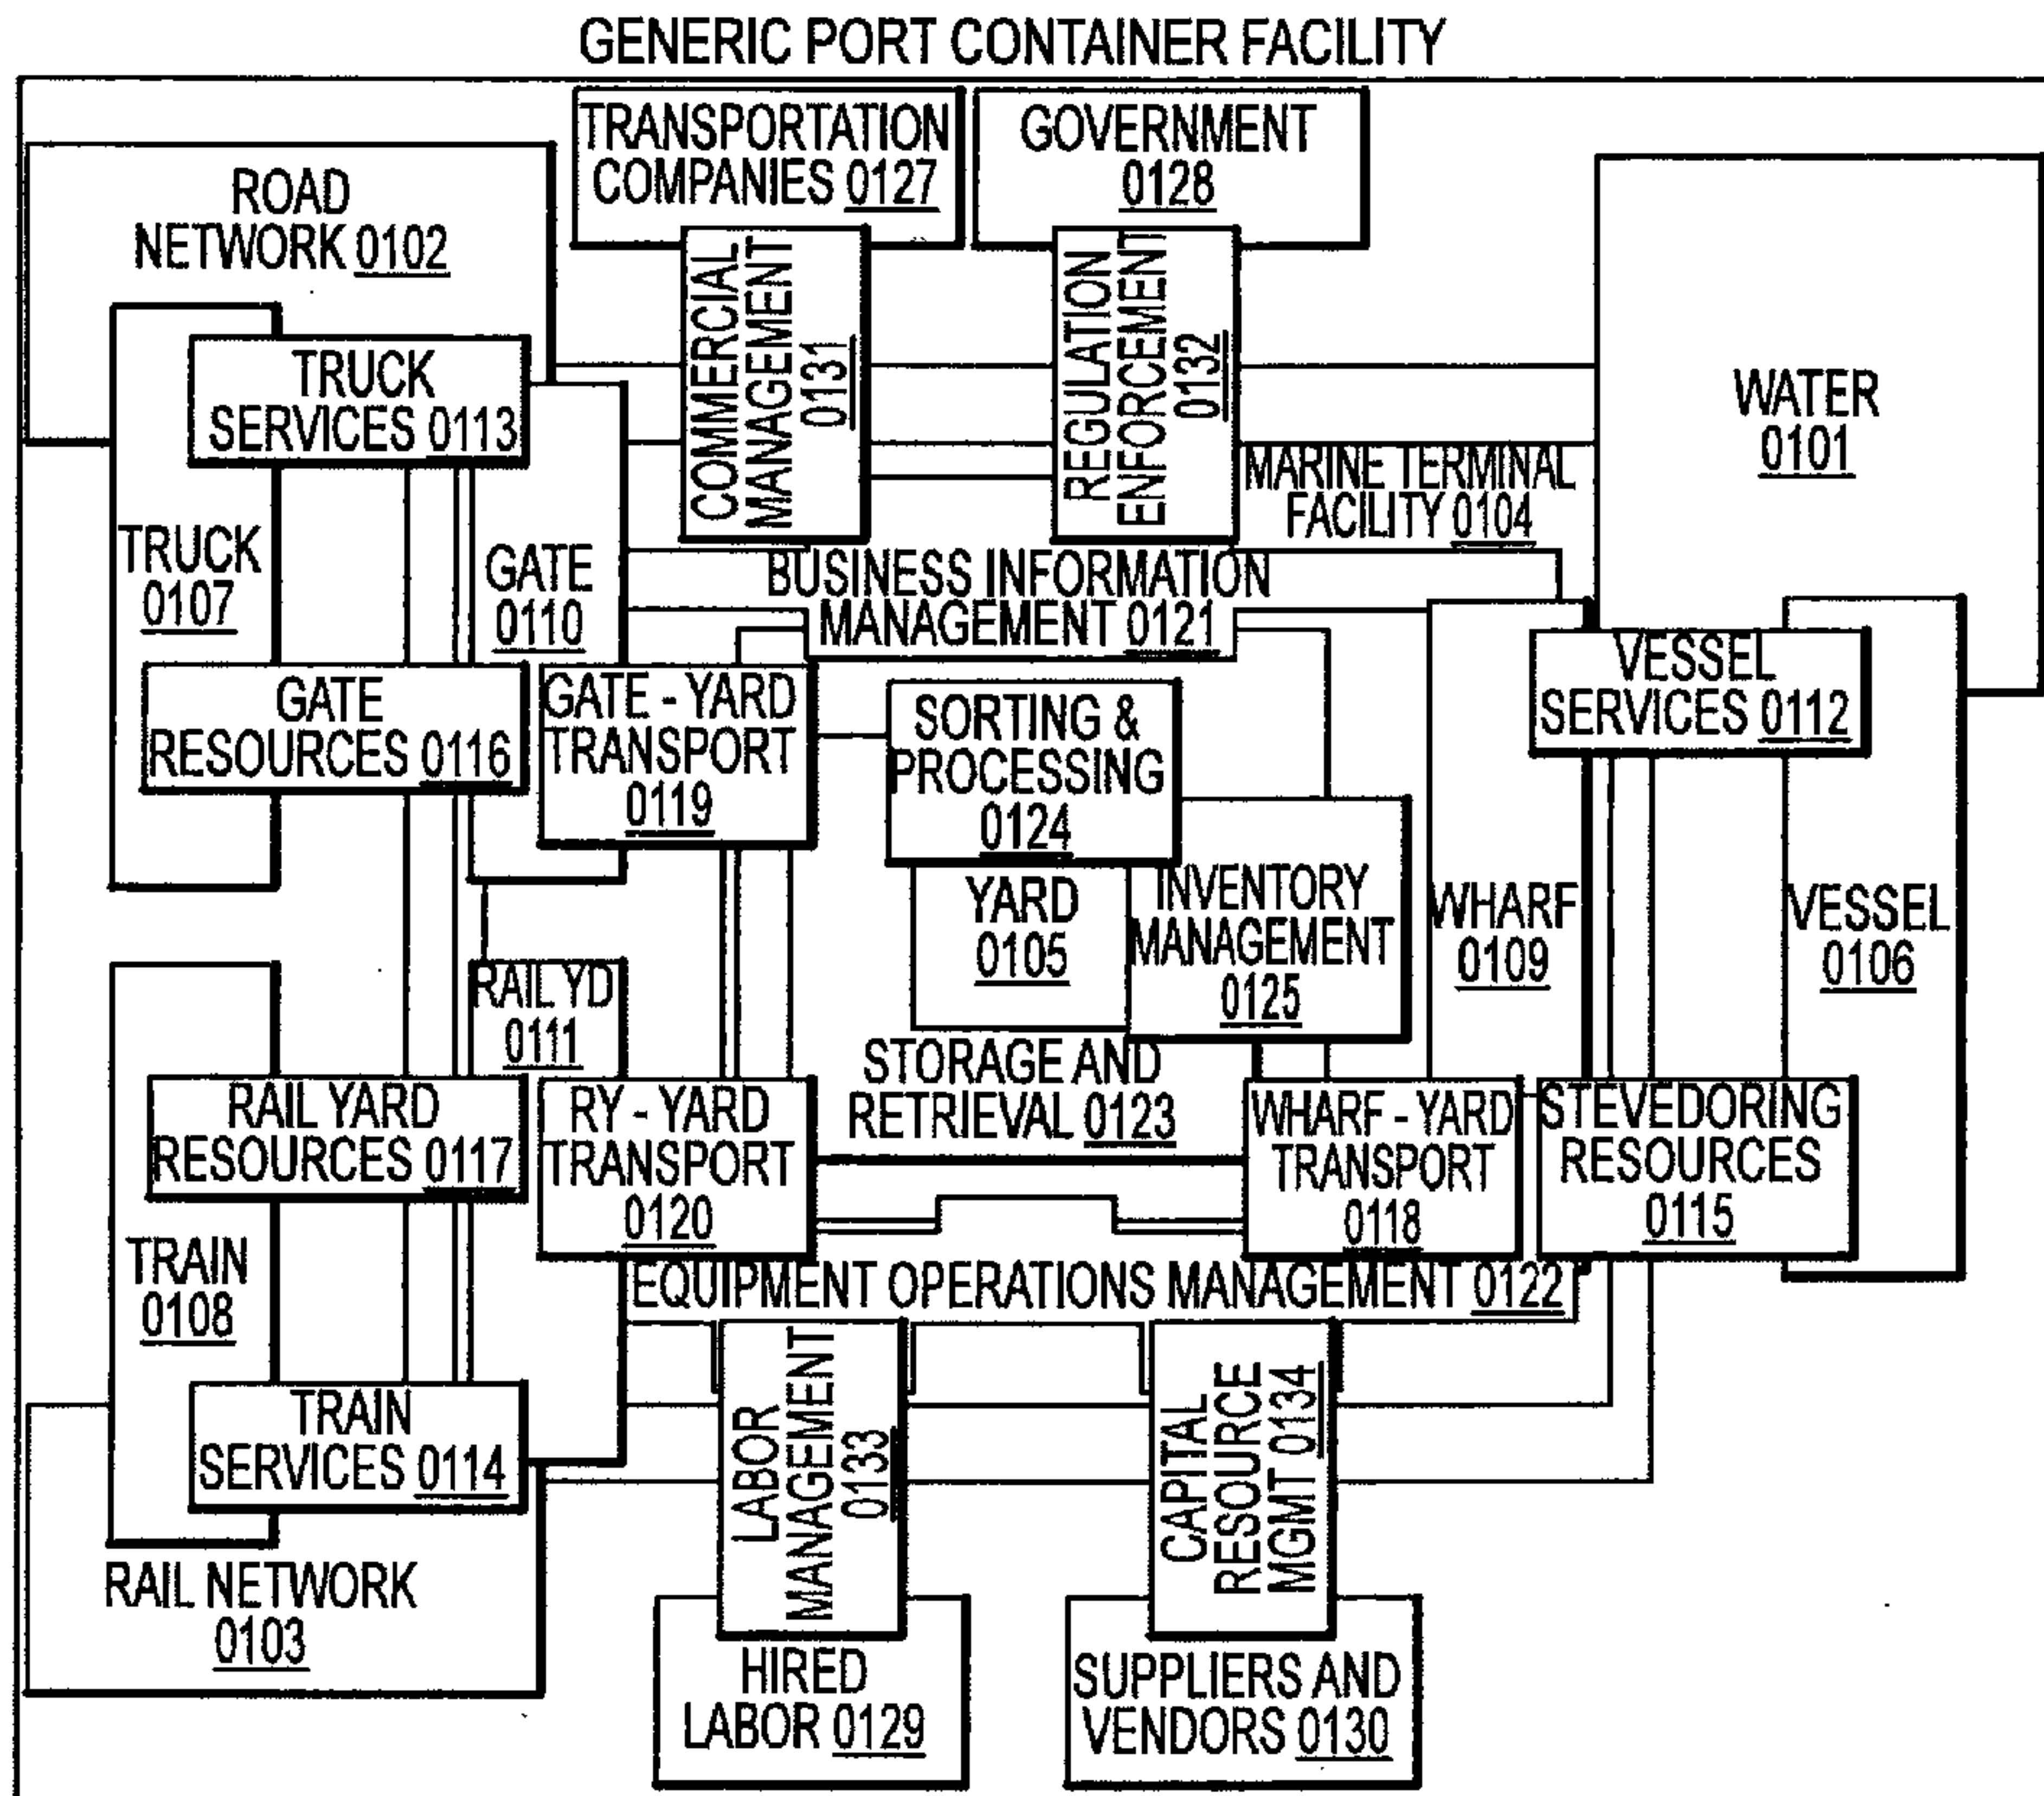 GENERIC PORT CONTAINER FACILITY
TRANSPORTATION
COMPANIES 0127
GOVERNMENT
0128
ROAD
NETWORK 0102
COMMERCIAL
MANAGEMENT
0131
REGULATION
ENFORCEMENT
0132
WATER
0101
TRUCK
SERVICES 0113
MARINE TERMINAL
FACILITY 0104
TRUCK
0107
GATE
0110
BUSINESS INFORMATION
MANAGEMENT 0121
VESSEL
SERVICES 0112
GATE
RESOURCES 0116
GATE - YARD
TRANSPORT
0119
SORTING &
PROCESSING
0124
YARD
0105
INVENTORY
MANAGEMENT
0125
WHARF
0109
VESSEL
0106
RAIL YD
0111
STORAGE AND
RETRIEVAL 0123
RAIL YARD
RESOURCES 0117
RY - YARD
TRANSPORT
0120
WHARF - YARD
TRANSPORT
0118
STEVEDORING
RESOURCES
0115
TRAIN
0108
EQUIPMENT OPERATIONS MANAGEMENT 0122
TRAIN
SERVICES 0114
LABOR
MANAGEMENT
0133
CAPITAL
RESOURCE
MGMT 0134
RAIL NETWORK
0103
HIRED
LABOR 0129
SUPPLIERS AND
VENDORS 0130